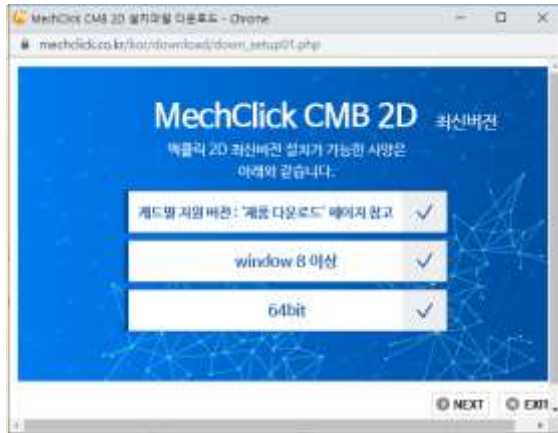 MechClick CMB 2D 설치파일 다운로드 - Chrome
mechclick.co.kr/kor/download/down_setup01.php
MechClick CMB 2D 최신버전
멕클릭 2D 최신버전 설치가 가능한 사양은
아래와 같습니다.
캐드별 지원 버전 : '제품 다운로드' 페이지 참고
window 8 이상
64bit
NEXT
EXIT